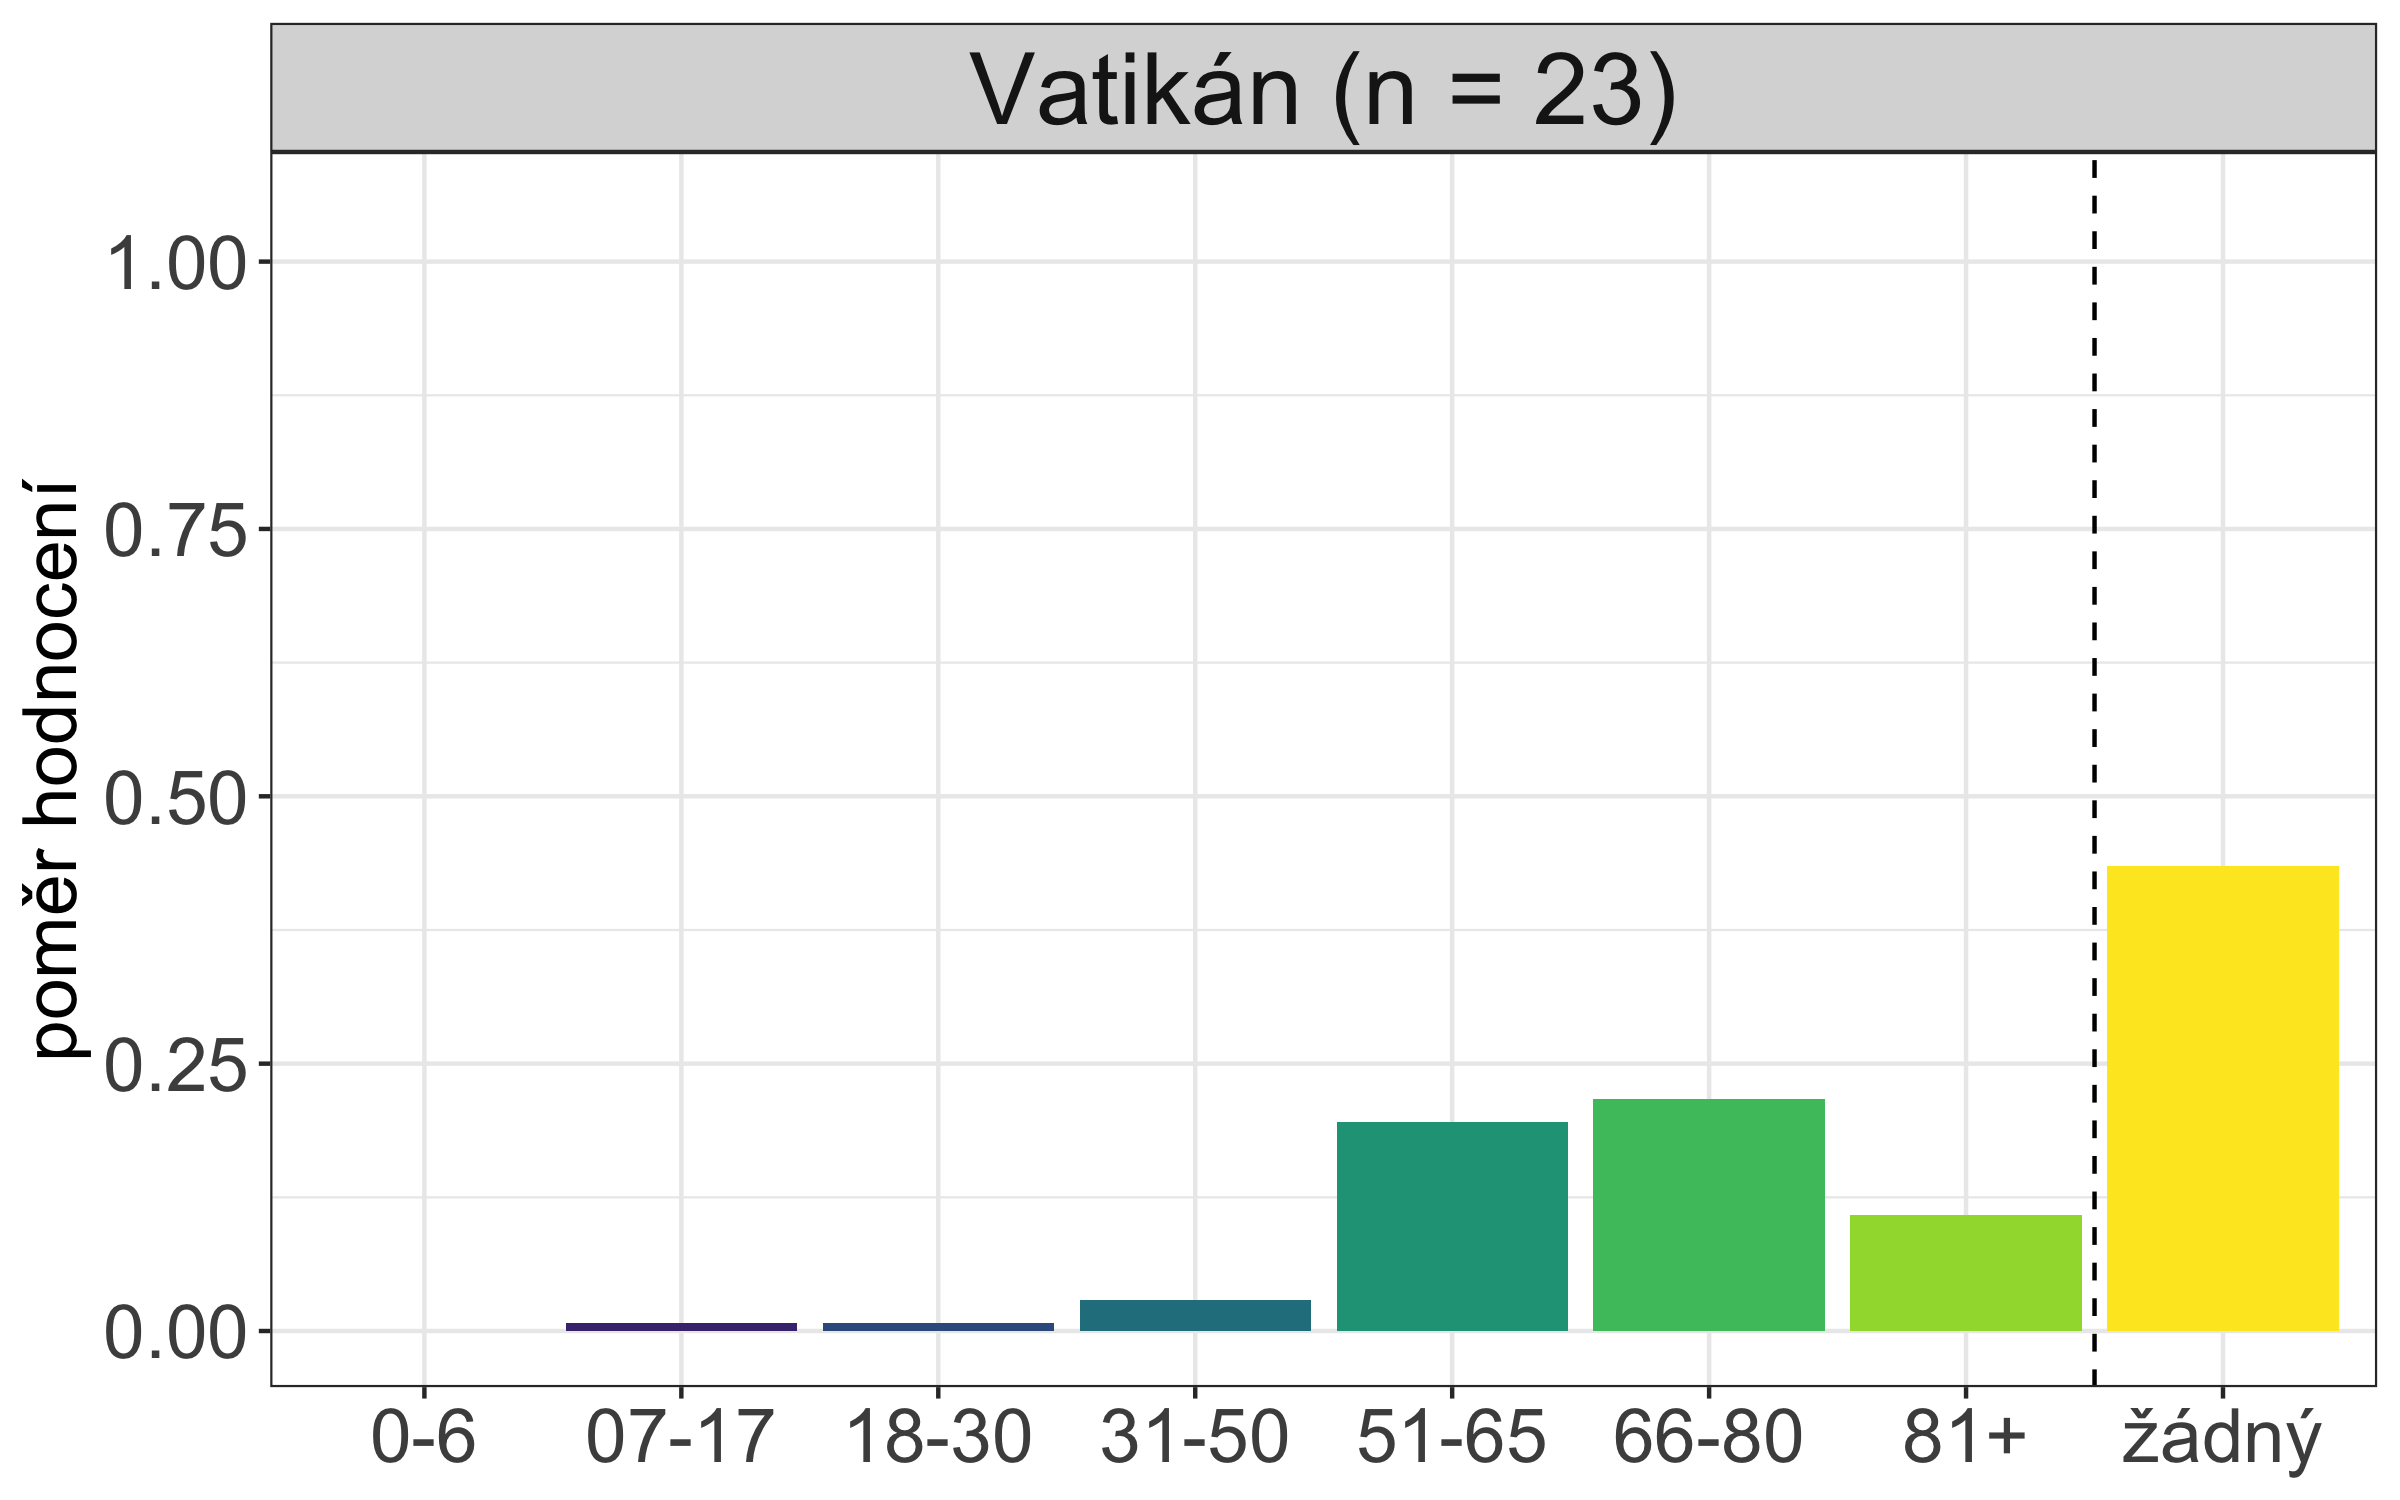 Vatikán (n = 23)
poměr hodnocení
1.00
0.75
0.50
0.25
0.00
0-6 07-17 18-30 31-50 51-65 66-80 81+ žádný